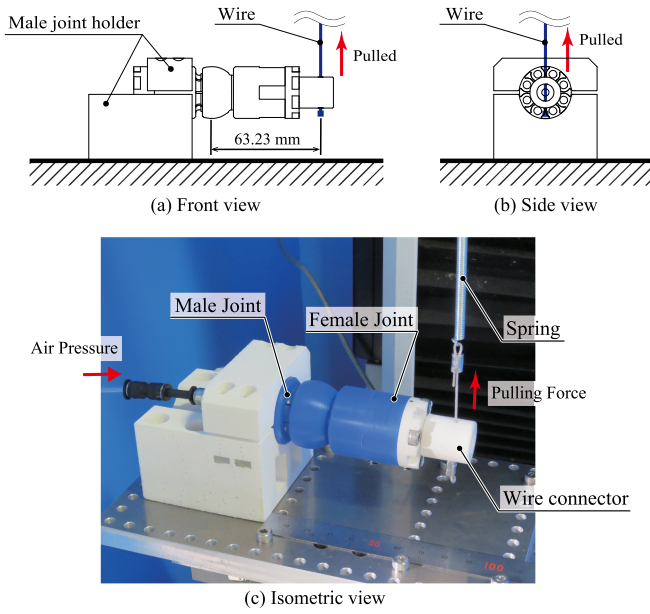 Male joint holder
Wire
Pulled
63.23 mm
(a) Front view
Wire
Pulled
(b) Side view
Male Joint
Female Joint
Air Pressure
Spring
Pulling Force
Wire connector
50
100
(c) Isometric view